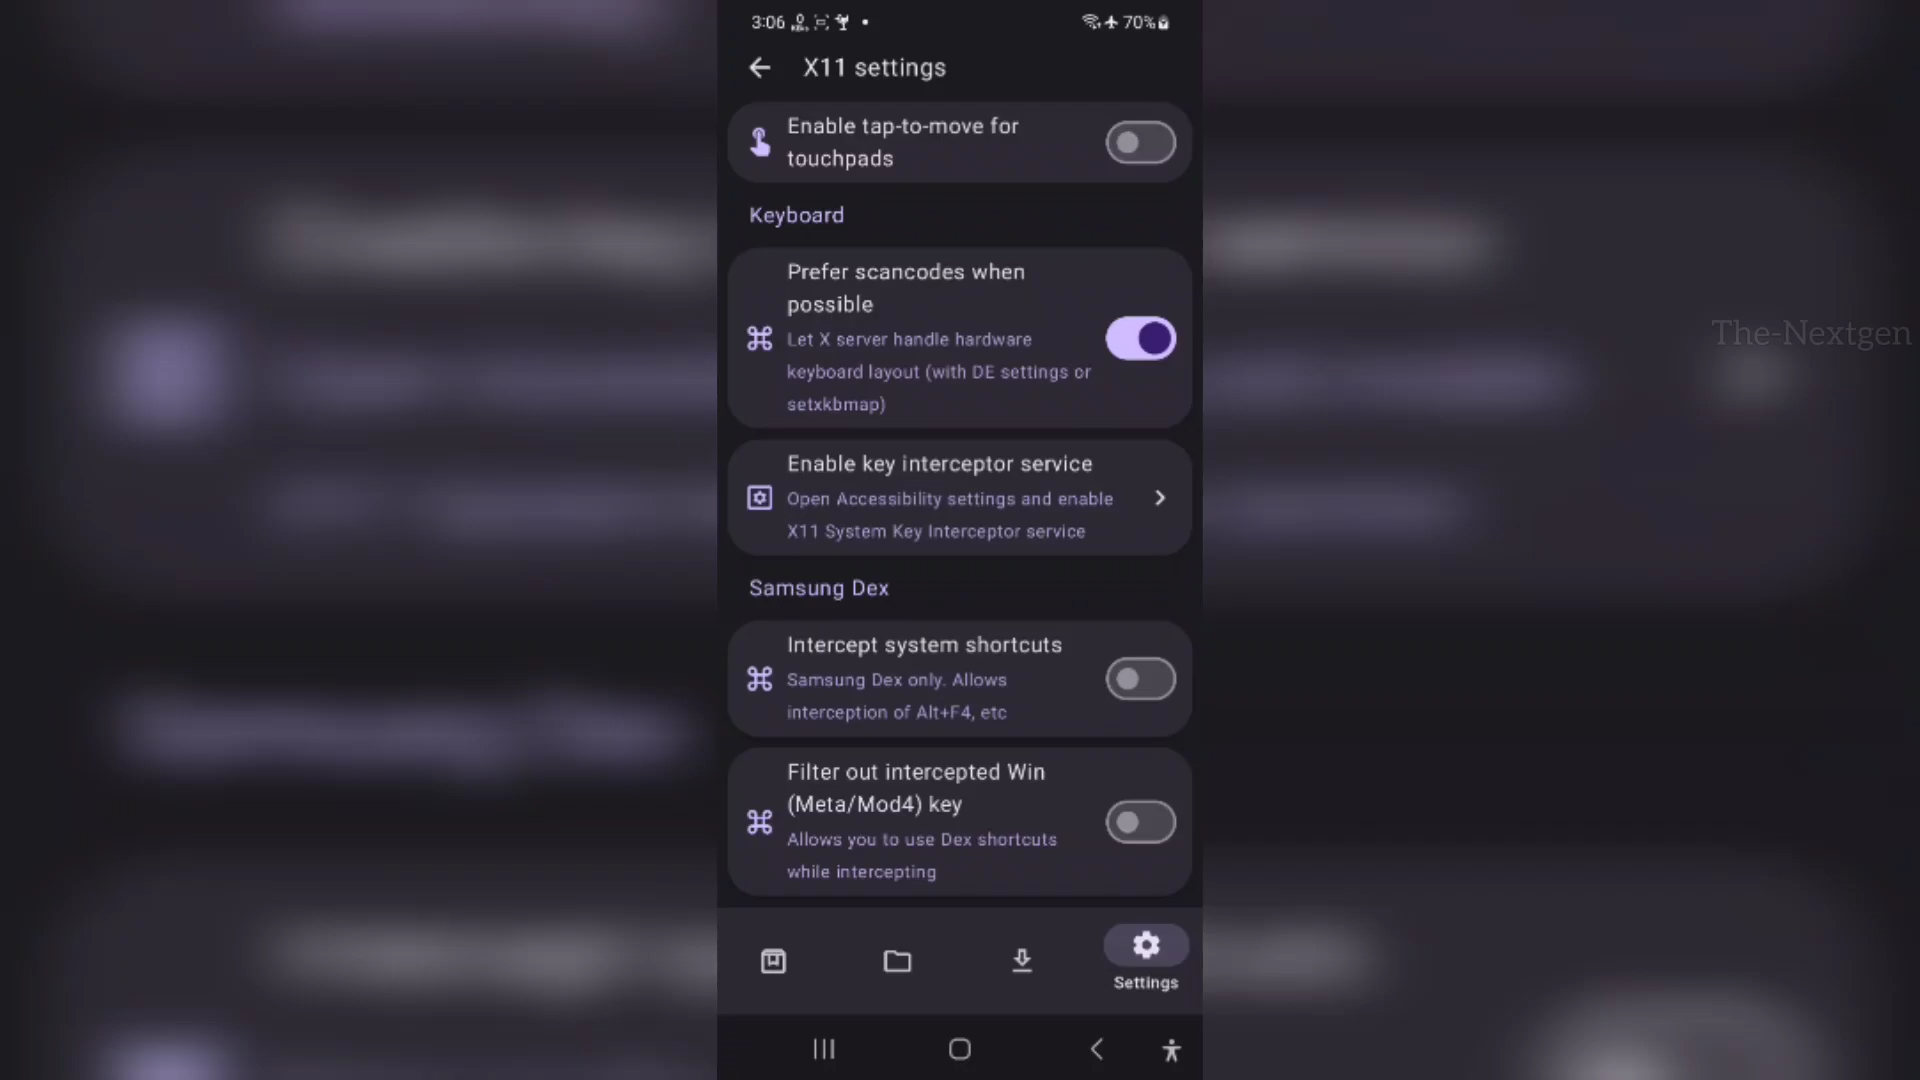 3:06
70%
X11 settings
Enable tap-to-move for
touchpads
Keyboard
Prefer scancodes when
possible
Let X server handle hardware
keyboard layout (with DE settings or
setxkbmap)
Enable key interceptor service
Open Accessibility settings and enable
X11 System Key Interceptor service
Samsung Dex
Intercept system shortcuts
Samsung Dex only. Allows
interception of Alt+F4, etc
Filter out intercepted Win
(Meta/Mod4) key
Allows you to use Dex shortcuts
while intercepting
Settings
The-Nextgen